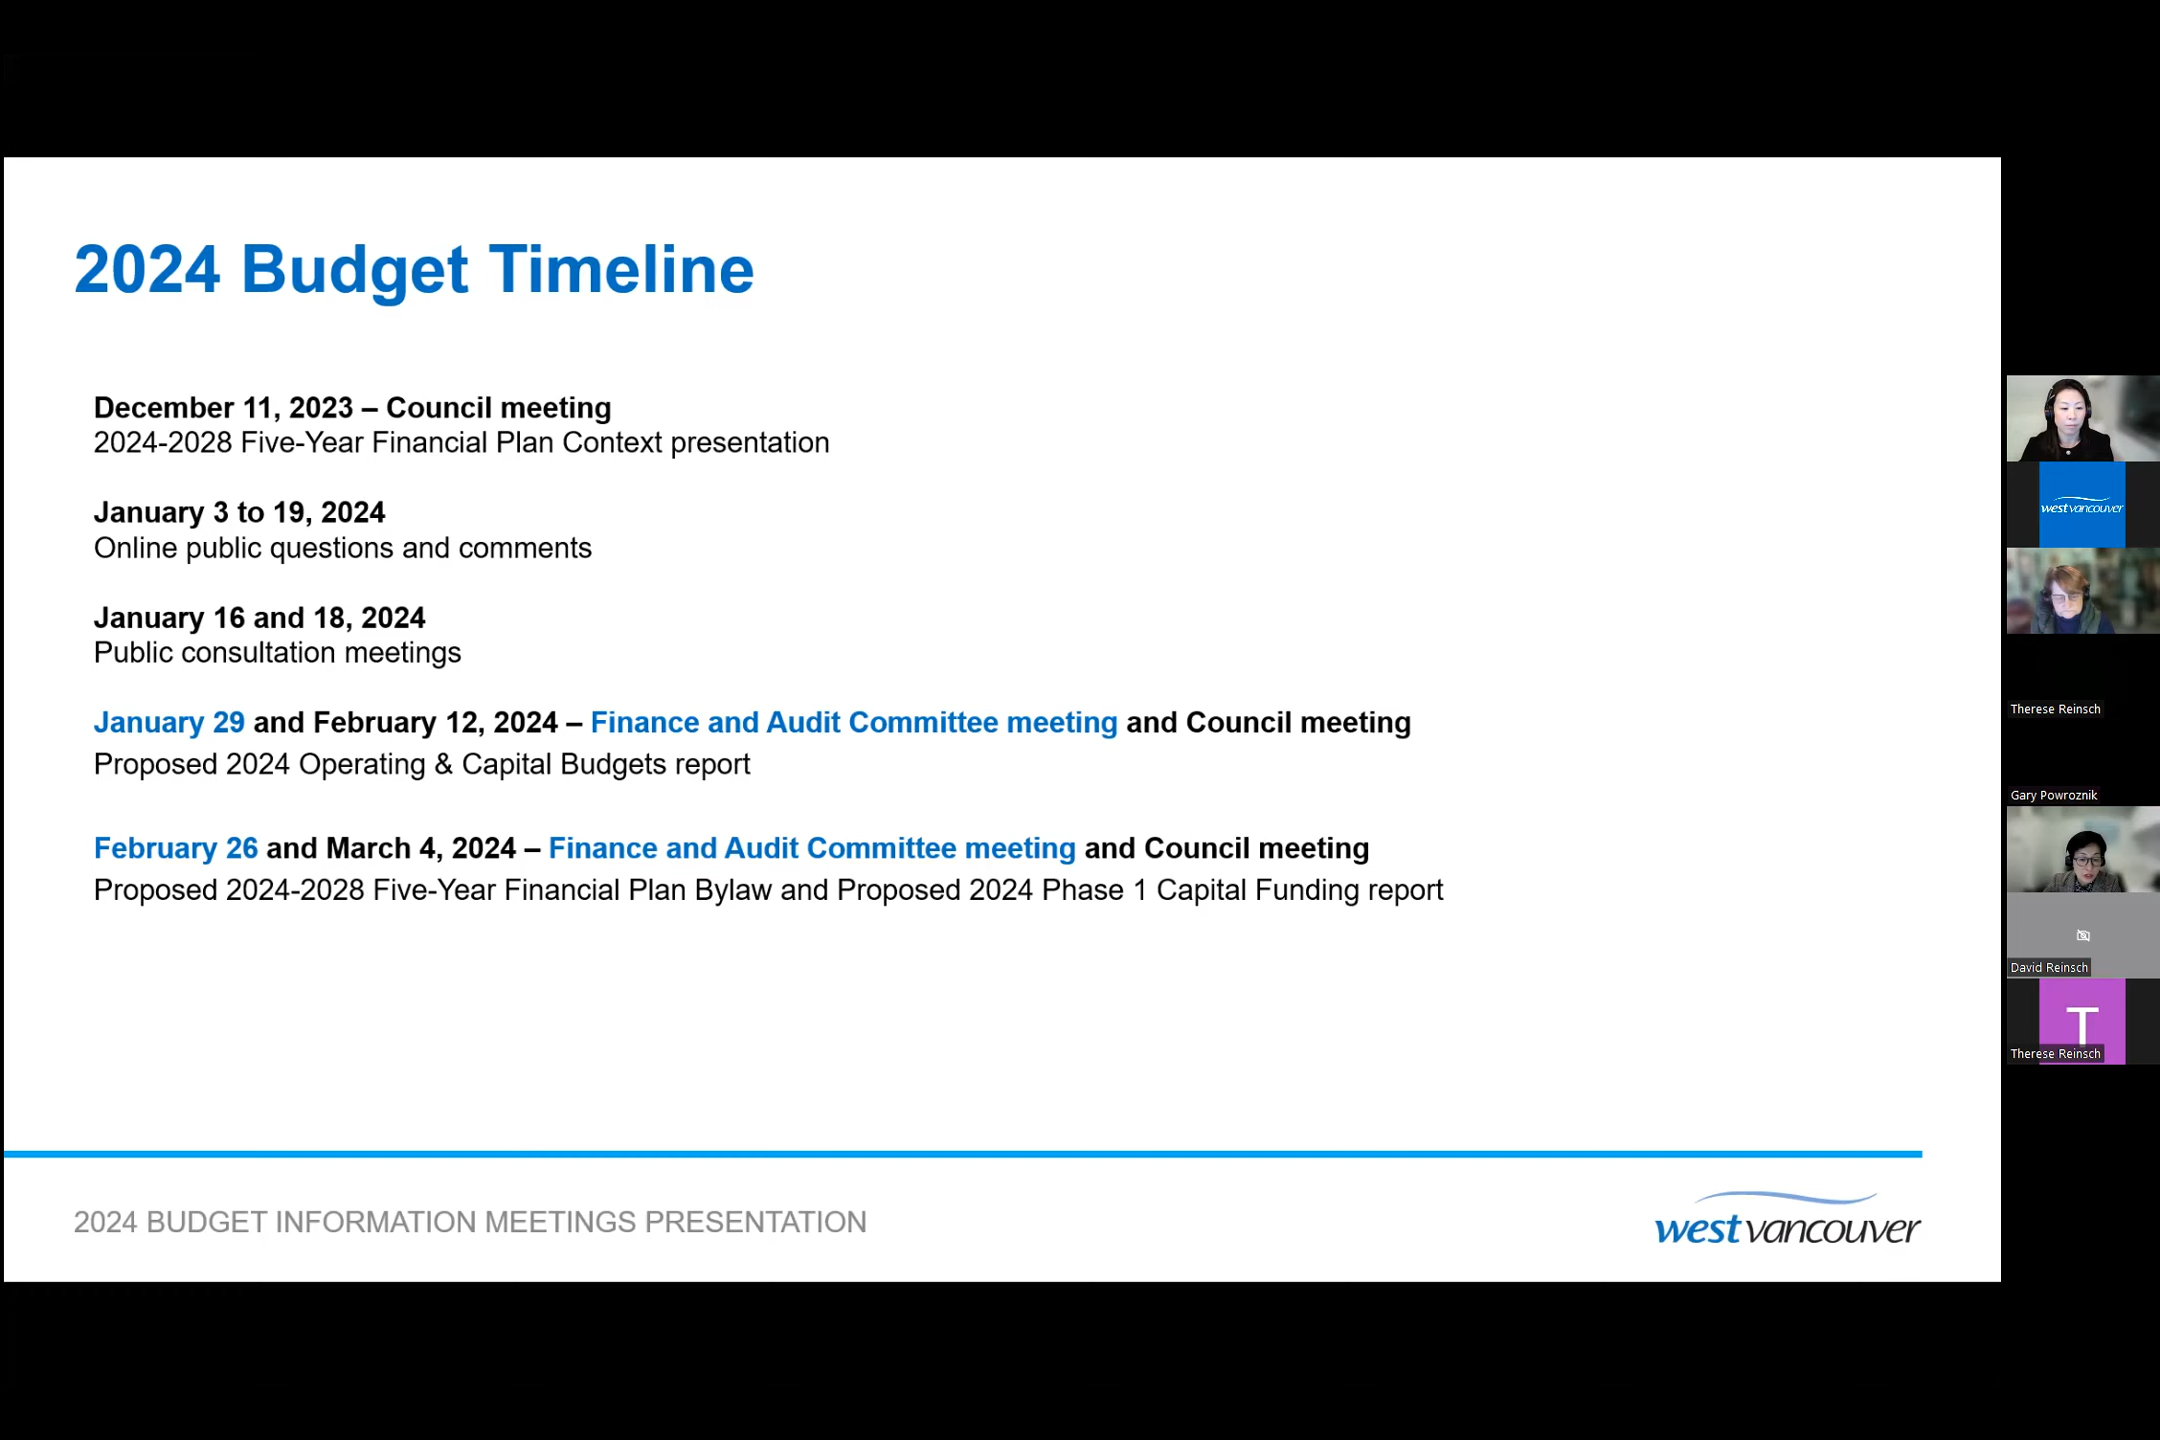 2024 Budget Timeline
December 11, 2023 – Council meeting
2024-2028 Five-Year Financial Plan Context presentation
January 3 to 19, 2024
Online public questions and comments
January 16 and 18, 2024
Public consultation meetings
January 29 and February 12, 2024 – Finance and Audit Committee meeting and Council meeting
Proposed 2024 Operating & Capital Budgets report
February 26 and March 4, 2024 – Finance and Audit Committee meeting and Council meeting
Proposed 2024-2028 Five-Year Financial Plan Bylaw and Proposed 2024 Phase 1 Capital Funding report
2024 BUDGET INFORMATION MEETINGS PRESENTATION
westvancouver
westvancouver
Therese Reinsch
Gary Powroznik
David Reinsch
T
Therese Reinsch